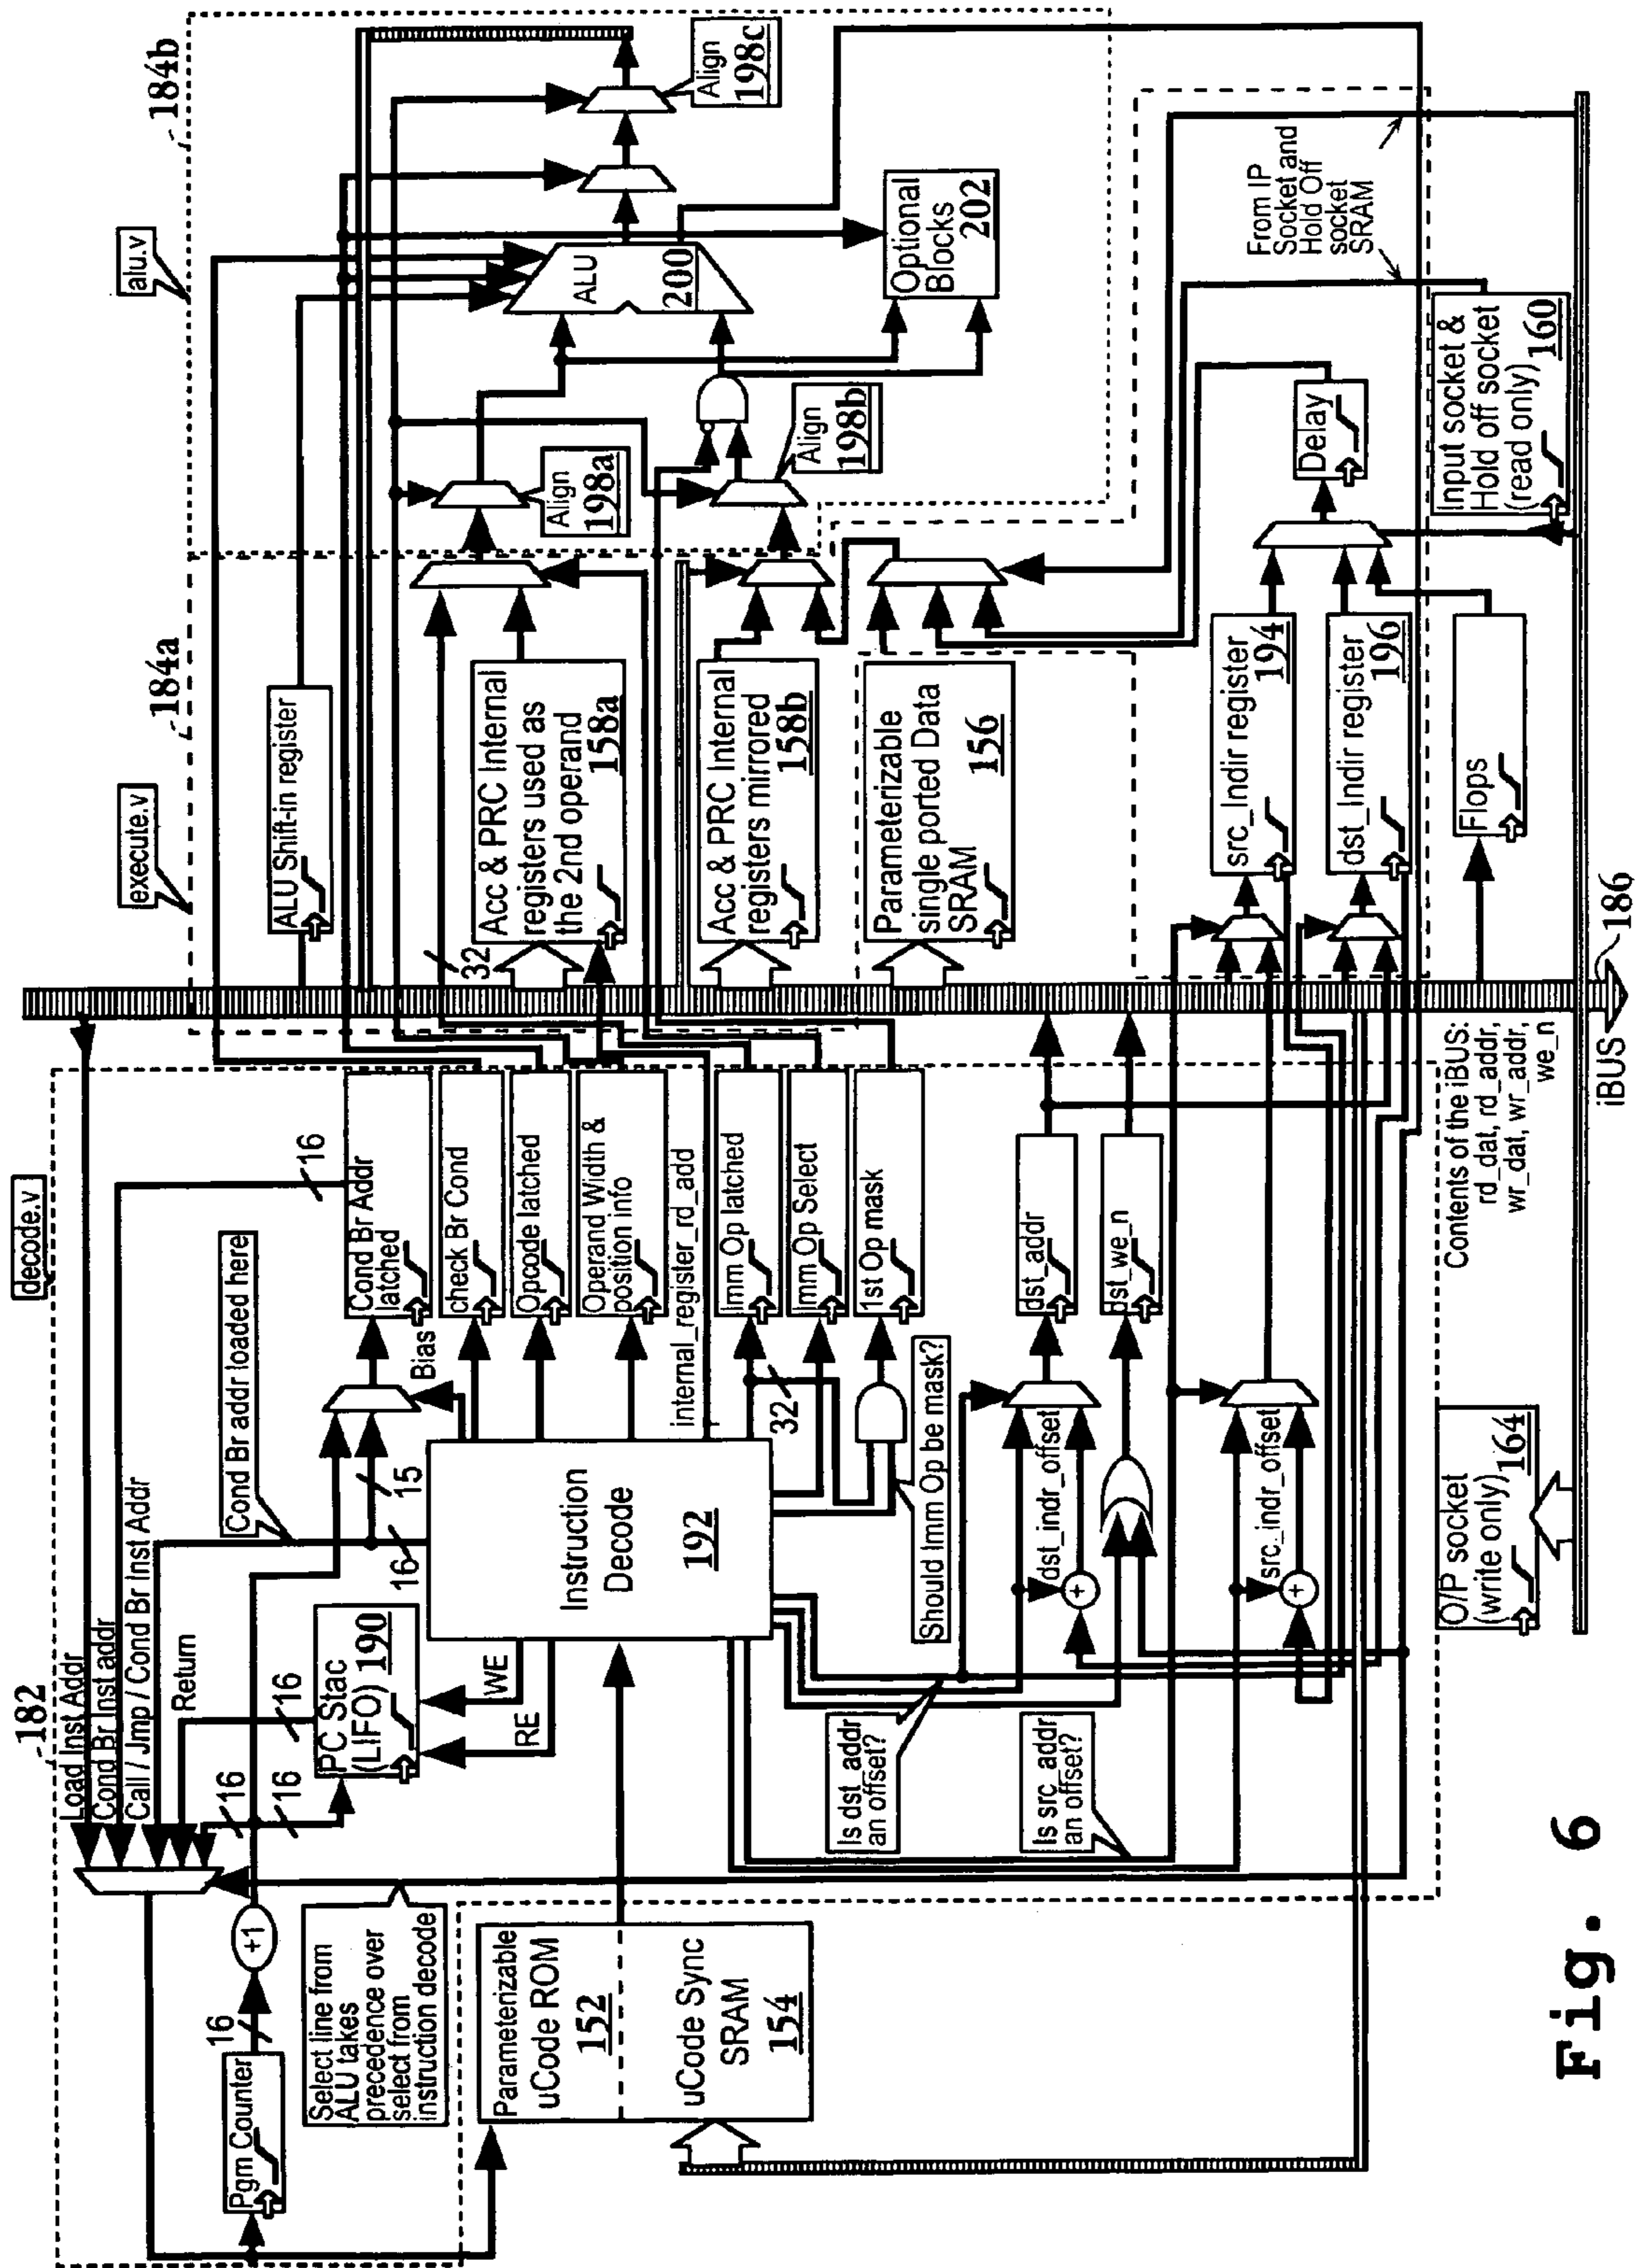 decode.v
182
Load Inst Addr
Cond Br Inst addr
Call / Jmp / Cond Br Inst Addr
Return
16
16
16
Pgm Counter
16
+1
Select line from
ALU takes
precedence over
select from
instruction decode
PC Stac
(LIFO) 190
WE
RE
Cond Br addr loaded here
16
15
16
Bias
Cond Br Addr
latched
check Br Cond
Opcode latched
Operand Width &
position info
internal_register_rd_add
Imm Op latched
Imm Op Select
1st Op mask
32
Instruction
Decode
192
Should Imm Op be mask?
Parameterizable
uCode ROM
152
uCode Sync
SRAM
154
Is dst_addr
an offset?
Is src_addr
an offset?
dst_indr_offset
+
src_indr_offset
+
dst_addr
dst_we_n
O/P socket
(write only) 164
execute.v
184a
ALU Shift-in register
32
Acc & PRC Internal
registers used as
the 2nd operand
158a
Acc & PRC Internal
registers mirrored
158b
Parameterizable
single ported Data
SRAM
156
src_Indir register
194
dst_Indir register
196
Flops
alu.v
184b
Align
198a
Align
198b
Align
198c
ALU
200
Optional
Blocks
202
From IP
Socket and
Hold Off
socket
SRAM
Delay
Input socket &
Hold off socket
(read only) 160
Contents of the iBUS:
rd_dat, rd_addr,
wr_dat, wr_addr,
we_n
iBUS
186
Fig. 6